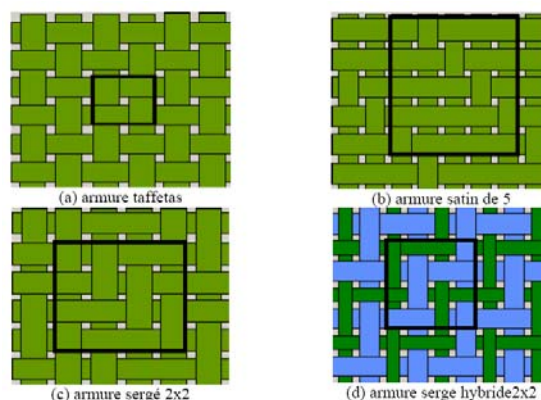 (a) armure taffetas
(b) armure satin de 5
(c) armure sergé 2x2
(d) armure serge hybride2x2